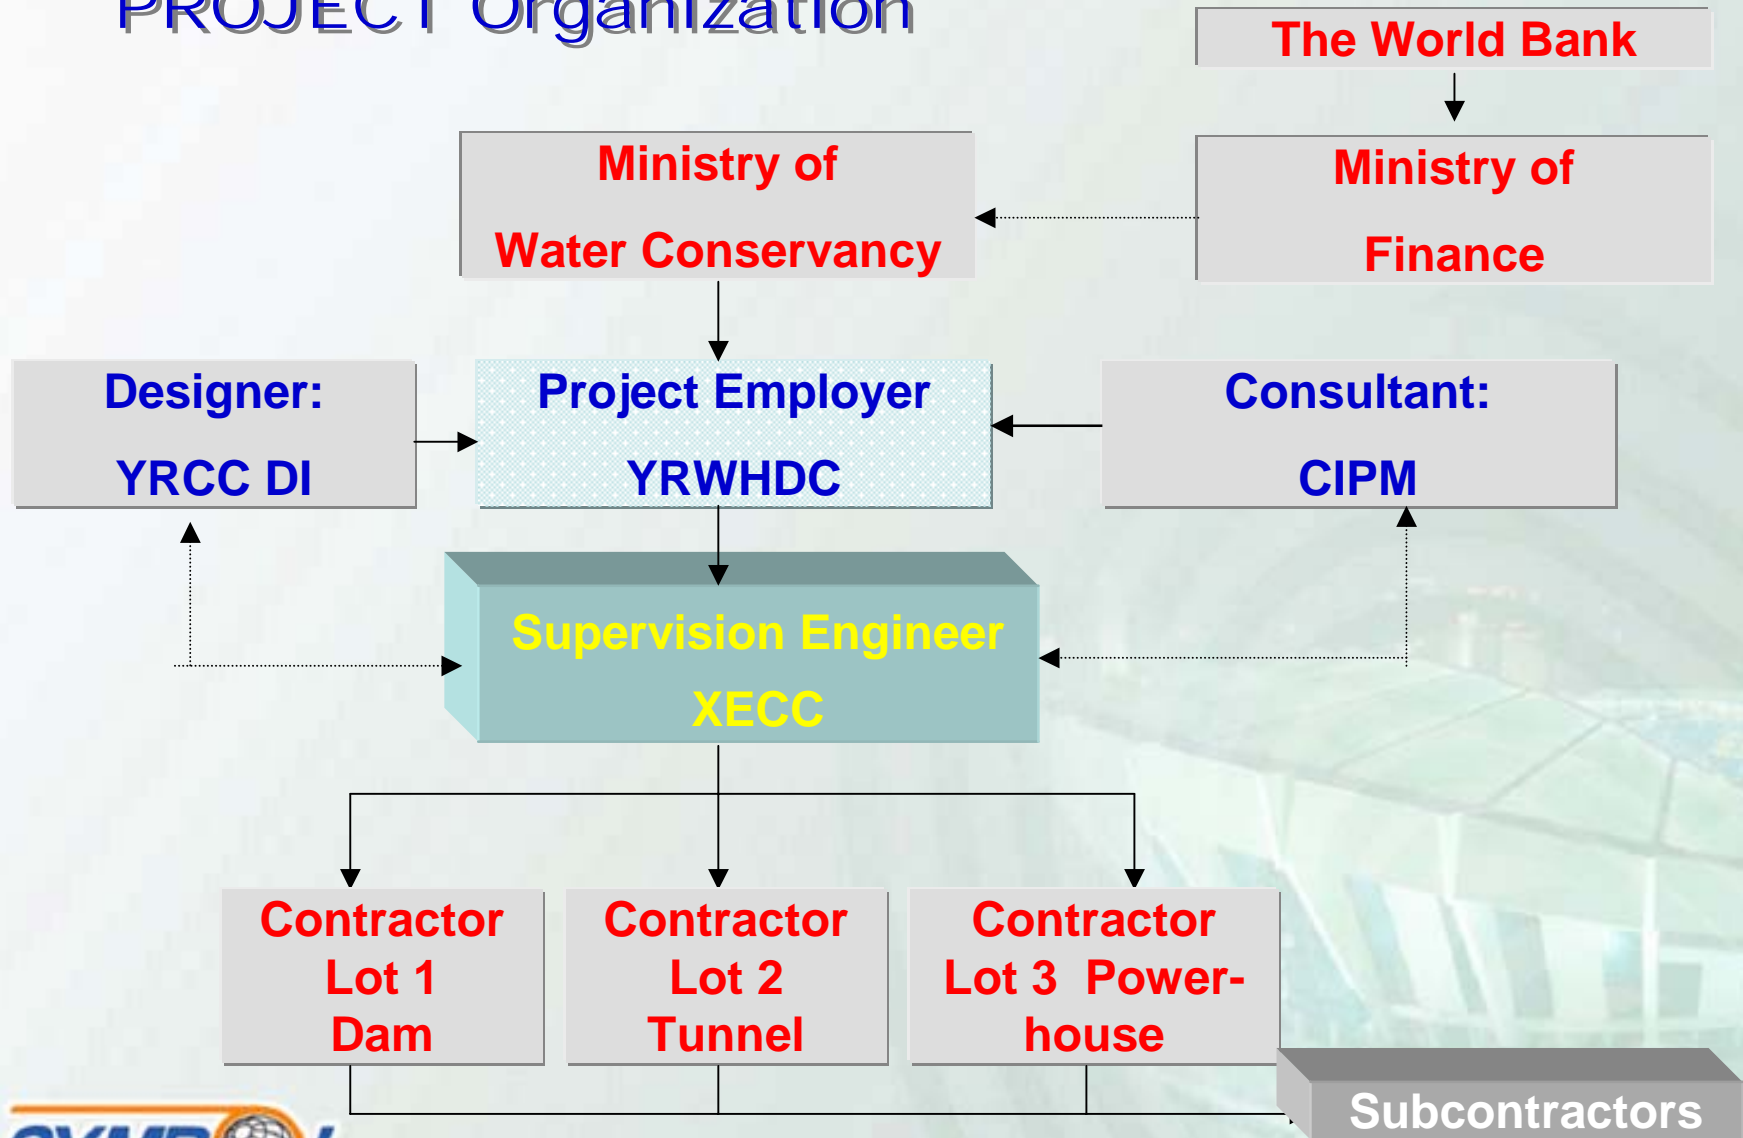 PROJECT Organization
The World Bank
Ministry of
Water Conservancy
Ministry of
Finance
Designer:
YRCC DI
Project Employer
YRWHDC
Consultant:
CIPM
Supervision Engineer
XECC
Contractor
Lot 1
Dam
Contractor
Lot 2
Tunnel
Contractor
Lot 3 Power-
house
Subcontractors